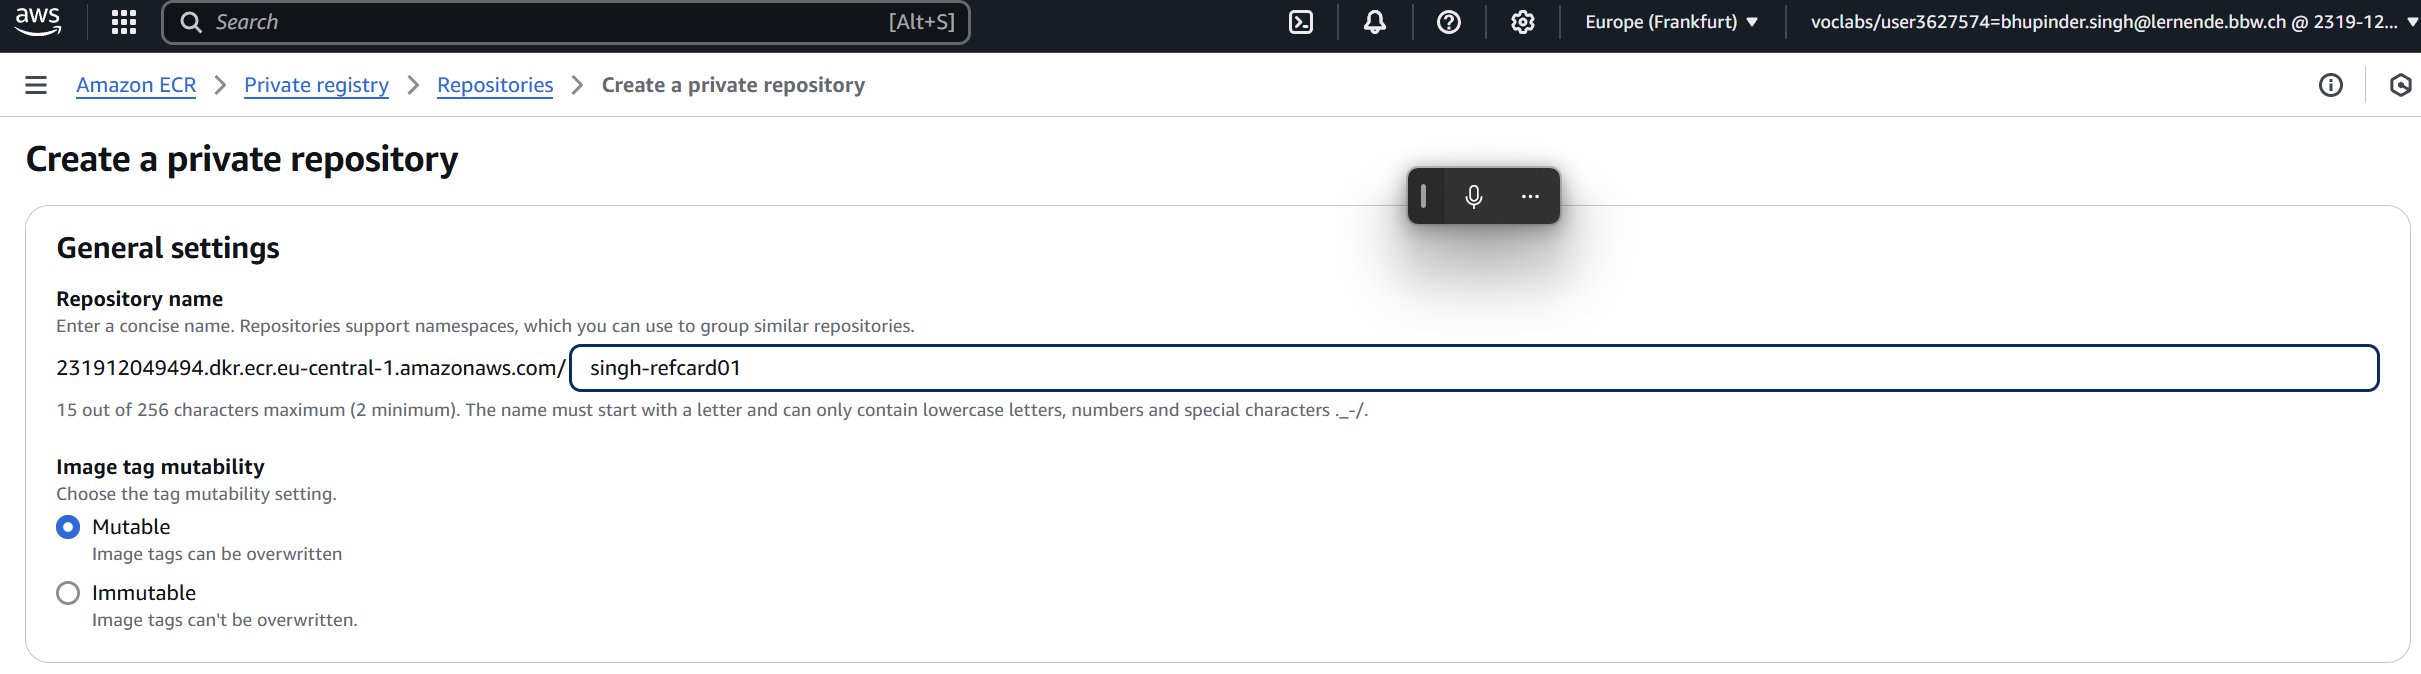 aws
Search [Alt+S]
Europe (Frankfurt)
voclabs/user3627574=bhupinder.singh@lernende.bbw.ch @ 2319-12...
Amazon ECR > Private registry > Repositories > Create a private repository
Create a private repository
General settings
Repository name
Enter a concise name. Repositories support namespaces, which you can use to group similar repositories.
231912049494.dkr.ecr.eu-central-1.amazonaws.com/ singh-refcard01
15 out of 256 characters maximum (2 minimum). The name must start with a letter and can only contain lowercase letters, numbers and special characters ._-/.
Image tag mutability
Choose the tag mutability setting.
Mutable
Image tags can be overwritten
Immutable
Image tags can't be overwritten.